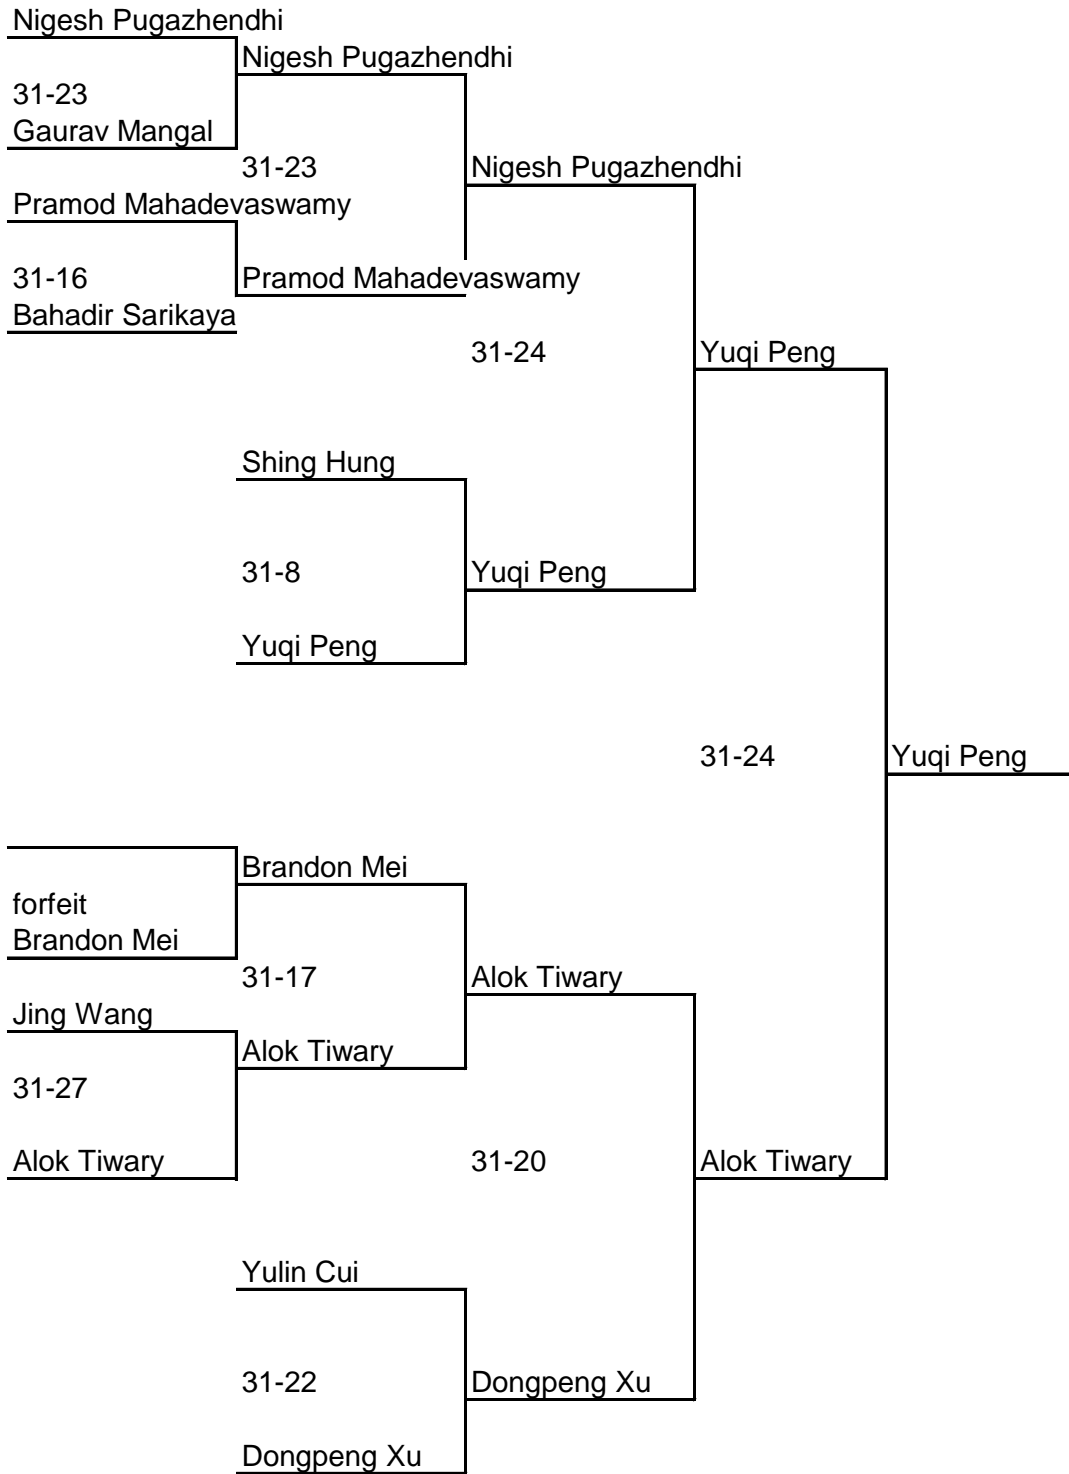 Nigesh Pugazhendhi
Nigesh Pugazhendhi
31-23
Gaurav Mangal
31-23
Nigesh Pugazhendhi
Pramod Mahadevaswamy
31-16
Pramod Mahadevaswamy
Bahadir Sarikaya
31-24
Yuqi Peng
Shing Hung
31-8
Yuqi Peng
Yuqi Peng
31-24
Yuqi Peng
Brandon Mei
forfeit
Brandon Mei
31-17
Alok Tiwary
Jing Wang
Alok Tiwary
31-27
Alok Tiwary
31-20
Alok Tiwary
Yulin Cui
31-22
Dongpeng Xu
Dongpeng Xu